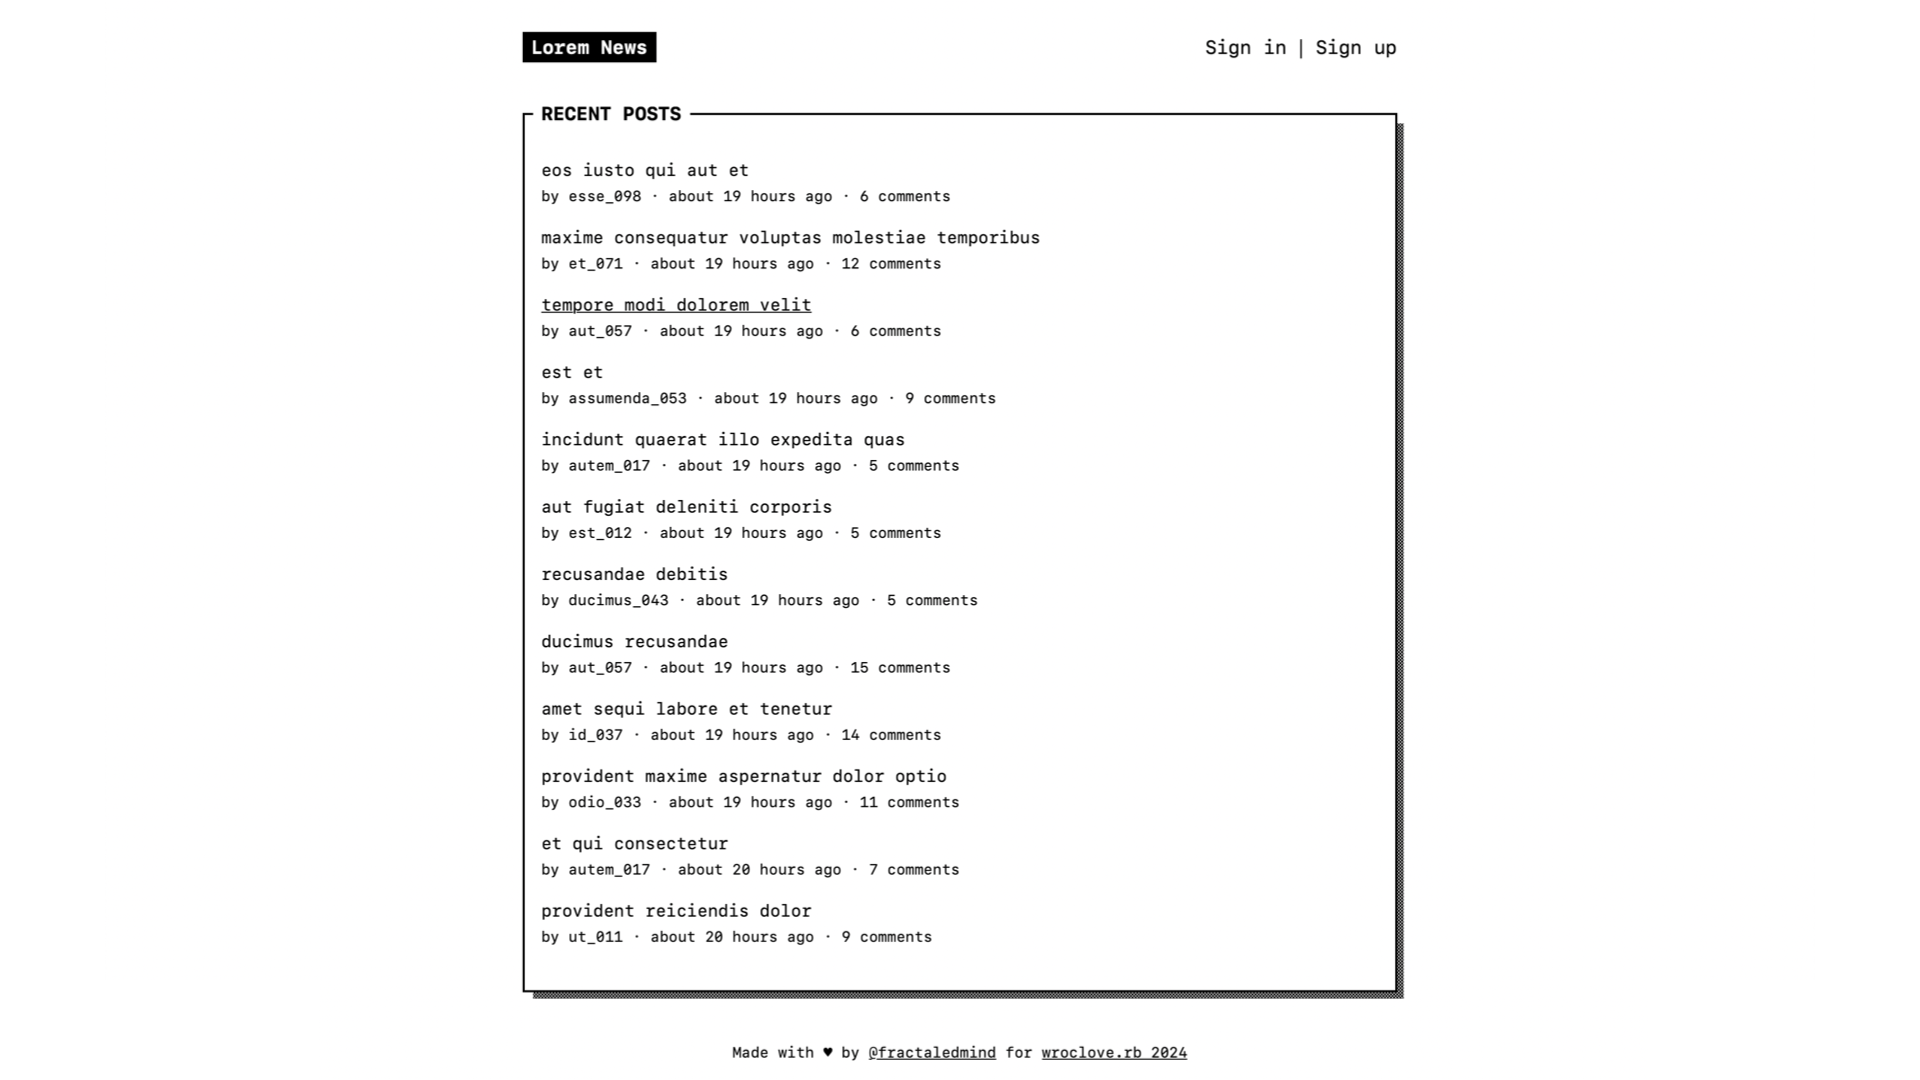 Lorem News
Sign in | Sign up
RECENT POSTS
eos iusto qui aut et
by esse_098 · about 19 hours ago · 6 comments
maxime consequatur voluptas molestiae temporibus
by et_071 · about 19 hours ago · 12 comments
tempore modi dolorem velit
by aut_057 · about 19 hours ago · 6 comments
est et
by assumenda_053 · about 19 hours ago · 9 comments
incidunt quaerat illo expedita quas
by autem_017 · about 19 hours ago · 5 comments
aut fugiat deleniti corporis
by est_012 · about 19 hours ago · 5 comments
recusandae debitis
by ducimus_043 · about 19 hours ago · 5 comments
ducimus recusandae
by aut_057 · about 19 hours ago · 15 comments
amet sequi labore et tenetur
by id_037 · about 19 hours ago · 14 comments
provident maxime aspernatur dolor optio
by odio_033 · about 19 hours ago · 11 comments
et qui consectetur
by autem_017 · about 20 hours ago · 7 comments
provident reiciendis dolor
by ut_011 · about 20 hours ago · 9 comments
Made with ♥ by @fractaledmind for wroclove.rb 2024